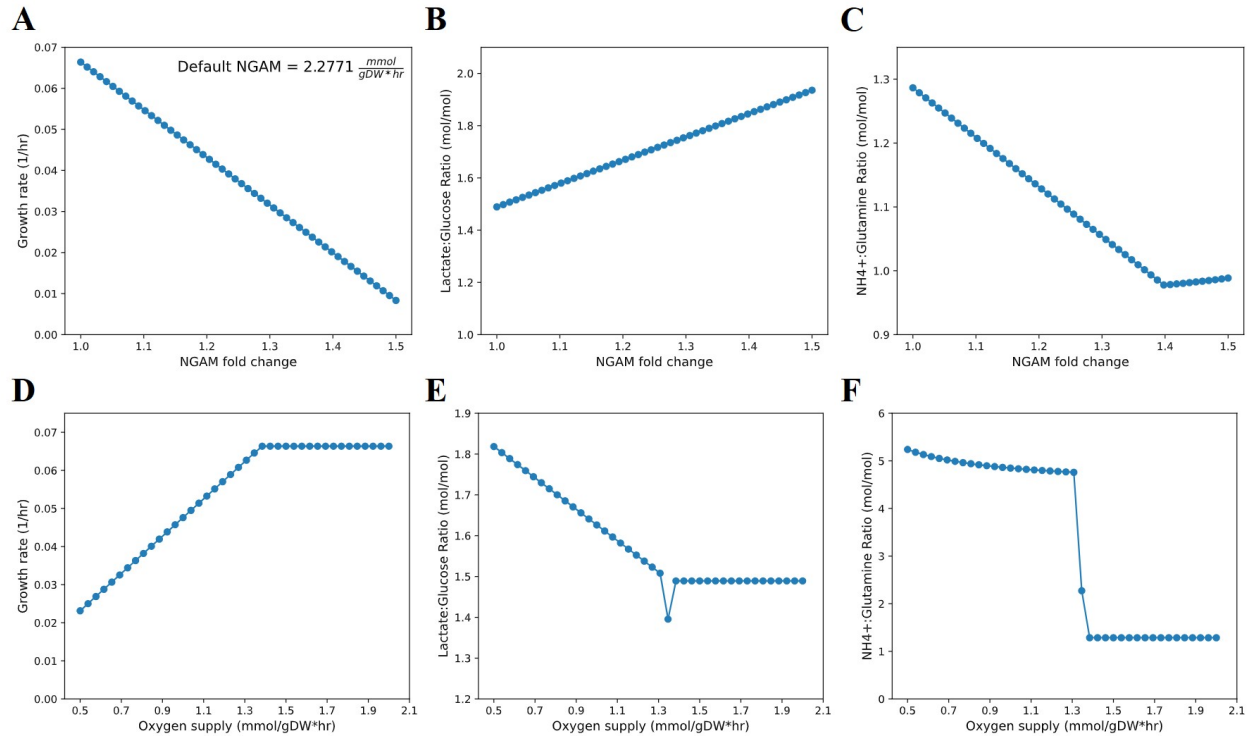 A
Default NGAM = 2.2771 mmol/gDW*hr
Growth rate (1/hr)
0.07
0.06
0.05
0.04
0.03
0.02
0.01
0.00
1.0 1.1 1.2 1.3 1.4 1.5
NGAM fold change
B
Lactate:Glucose Ratio (mol/mol)
2.0
1.8
1.6
1.4
1.2
1.0
1.0 1.1 1.2 1.3 1.4 1.5
NGAM fold change
C
NH4+:Glutamine Ratio (mol/mol)
1.3
1.2
1.1
1.0
0.9
1.0 1.1 1.2 1.3 1.4 1.5
NGAM fold change
D
Growth rate (1/hr)
0.07
0.06
0.05
0.04
0.03
0.02
0.01
0.00
0.5 0.7 0.9 1.1 1.3 1.5 1.7 1.9 2.1
Oxygen supply (mmol/gDW*hr)
E
Lactate:Glucose Ratio (mol/mol)
1.9
1.8
1.7
1.6
1.5
1.4
1.3
1.2
0.5 0.7 0.9 1.1 1.3 1.5 1.7 1.9 2.1
Oxygen supply (mmol/gDW*hr)
F
NH4+:Glutamine Ratio (mol/mol)
6
5
4
3
2
1
0
0.5 0.7 0.9 1.1 1.3 1.5 1.7 1.9 2.1
Oxygen supply (mmol/gDW*hr)